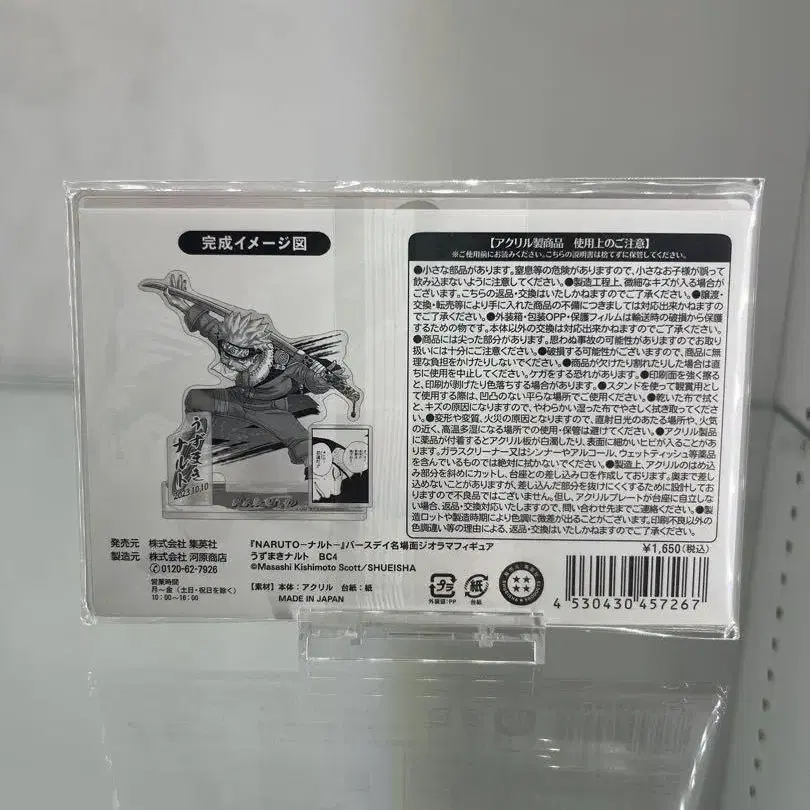 完成イメージ図
うずまき
ナルト
2023.10.10
【アクリル製商品 使用上のご注意】
※ご使用前にお読みください。こちらの説明書は捨てずに保管してください。
●小さな部品があります。窒息等の危険がありますので、小さなお子様が誤って
飲み込まないように注意してください。●製造工程上、微細なキズが入る場合が
ございます。こちらの返品・交換はいたしかねますのでご了承ください。●譲渡・
交換・転売等により手に入れた商品の不備につきましては対応出来かねますの
でご了承ください。●外装箱・包装OPP・保護フィルムは輸送時の破損から保護
するための物です。本体以外の交換は対応出来かねますのでご了承ください。
●商品には尖った部分があります。思わぬ事故の可能性がありますのでお取り
扱いには十分にご注意ください。●破損する可能性がございますので、商品に無
理な負担をかけたりしないでください。●商品が欠けたり割れたりした場合は直
ちに使用を中止してください。ケガをする恐れがあります。●印刷面を強く擦る
と、印刷が剥げたり色落ちする場合があります。●スタンドを使って観賞用とし
て使用する際は、凹凸のない平らな場所でご使用ください。●乾いた布で拭く
と、キズの原因になりますので、やわらかい湿った布でやさしく拭き取ってくださ
い。●変形や変質、火災の原因となりますので、直射日光のあたる場所や、火気
の近く、高温多湿になる場所での使用・保管は避けてください。●アクリル製品
に薬品が付着するとアクリル板が白濁したり、表面に細かいヒビが入ることがあ
ります。ガラスクリーナー又はシンナーやアルコール、ウェットティッシュ等薬品
を含んでいるものでは絶対に拭かないでください。●製造上、アクリルのはめ込
み部分を斜めにカットし、台座との差し込み口を作成しております。奥まで差し
込めないことがありますが、差し込んだ部分を抜けにくくするために設計してお
りますので不良品ではございません。但し、アクリルプレートが台座に自立しな
い場合、返品・交換対応いたしますので、問い合わせ先までご連絡ください。●製
造ロットや製造時期により色調に微差が出ることがございます。印刷不良以外の
色調違い等の理由による、返品・交換はいたしかねますのでご了承ください。
発売元 株式会社 集英社
製造元 株式会社 河原商店
0120-62-7926
営業時間
月～金（土日・祝日を除く）
10:00～16:00
『NARUTO－ナルト－』バースデイ名場面ジオラマフィギュア
うずまきナルト BC4
©Masashi Kishimoto Scott/SHUEISHA
【素材】本体：アクリル 台紙：紙
MADE IN JAPAN
プラ
外装袋:PP
紙
台紙
¥1,650(税込)
4 530430 457267